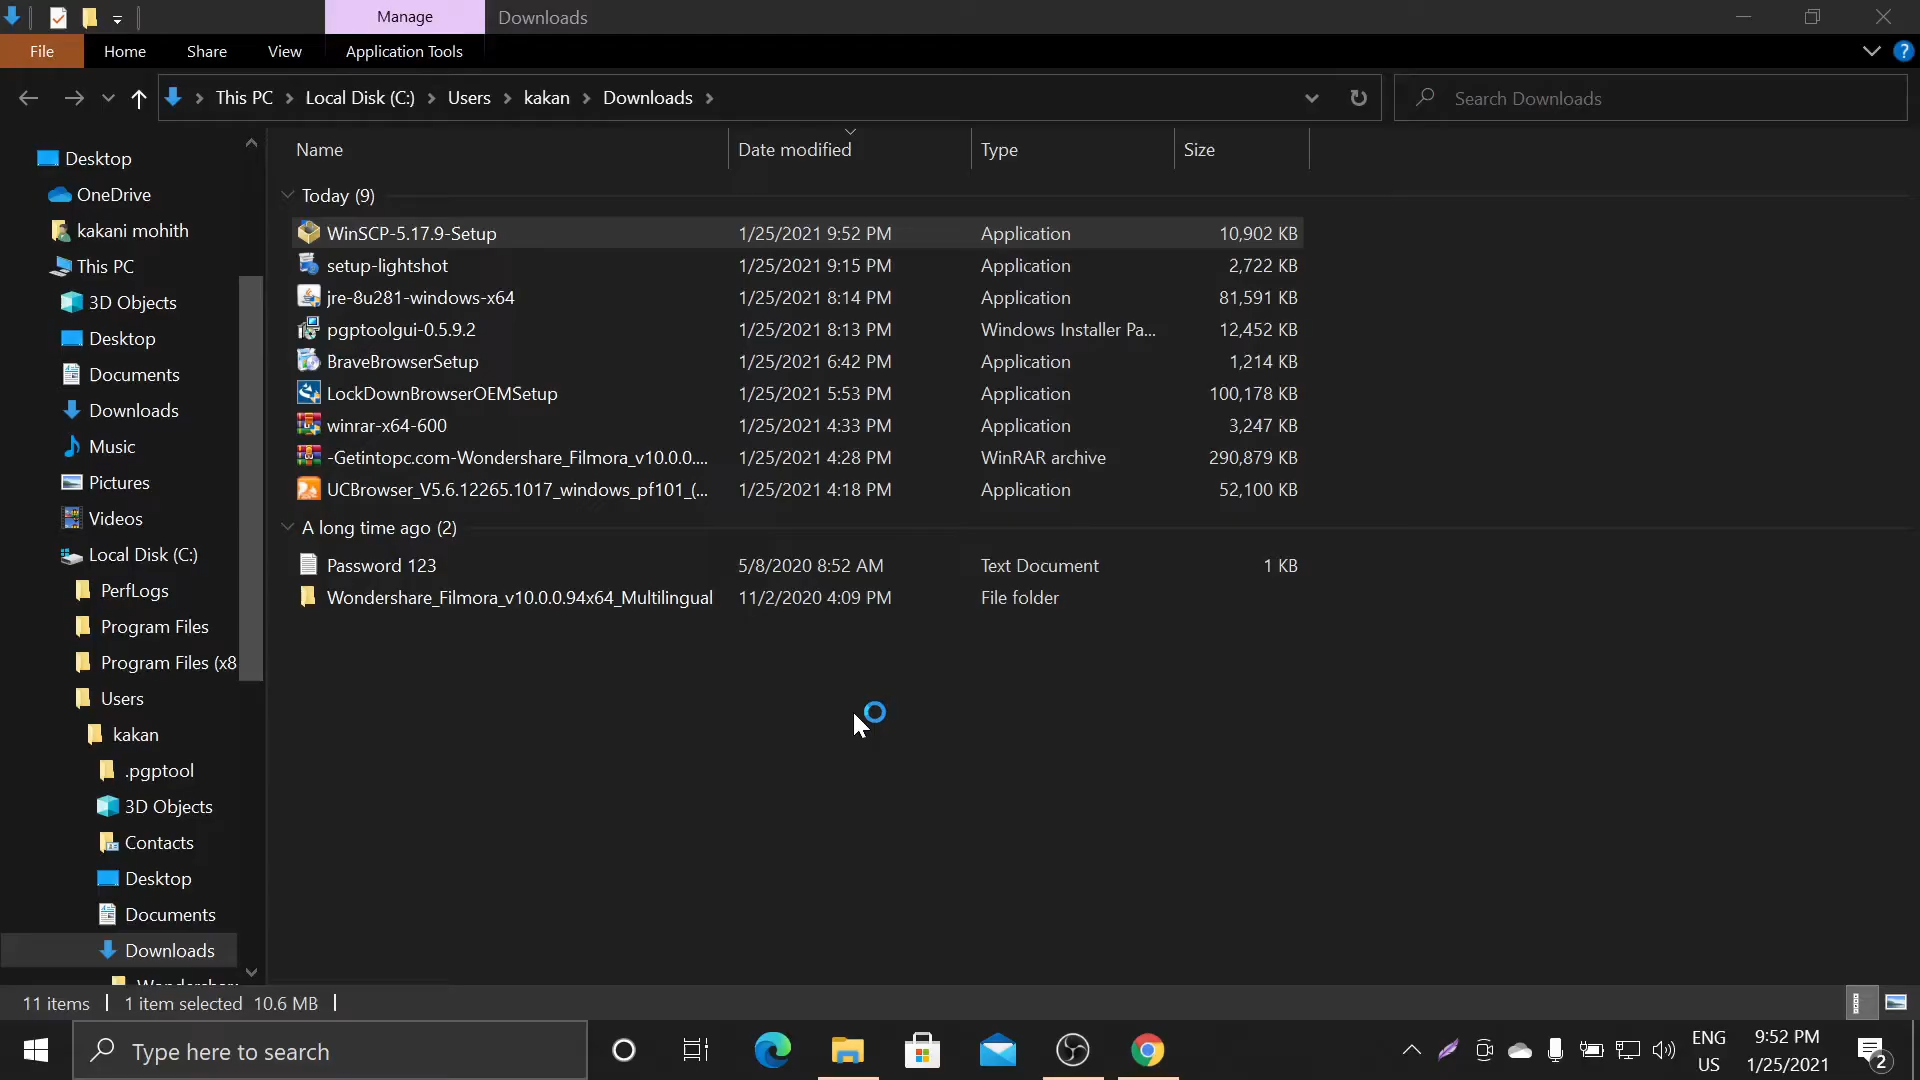 Manage
Downloads
File
Home
Share
View
Application Tools
This PC
Local Disk (C:)
Users
kakan
Downloads
Search Downloads
Desktop
OneDrive
kakani mohith
This PC
3D Objects
Desktop
Documents
Downloads
Music
Pictures
Videos
Local Disk (C:)
PerfLogs
Program Files
Program Files (x8
Users
kakan
.pgptool
3D Objects
Contacts
Desktop
Documents
Downloads
Name Date modified Type Size
Today (9)
WinSCP-5.17.9-Setup 1/25/2021 9:52 PM Application 10,902 KB
setup-lightshot 1/25/2021 9:15 PM Application 2,722 KB
jre-8u281-windows-x64 1/25/2021 8:14 PM Application 81,591 KB
pgptoolgui-0.5.9.2 1/25/2021 8:13 PM Windows Installer Pa... 12,452 KB
BraveBrowserSetup 1/25/2021 6:42 PM Application 1,214 KB
LockDownBrowserOEMSetup 1/25/2021 5:53 PM Application 100,178 KB
winrar-x64-600 1/25/2021 4:33 PM Application 3,247 KB
-Getintopc.com-Wondershare_Filmora_v10.0.0.... 1/25/2021 4:28 PM WinRAR archive 290,879 KB
UCBrowser_V5.6.12265.1017_windows_pf101_(... 1/25/2021 4:18 PM Application 52,100 KB
A long time ago (2)
Password 123 5/8/2020 8:52 AM Text Document 1 KB
Wondershare_Filmora_v10.0.0.94x64_Multilingual 11/2/2020 4:09 PM File folder
11 items 1 item selected 10.6 MB
Type here to search
ENG
US
9:52 PM
1/25/2021
2